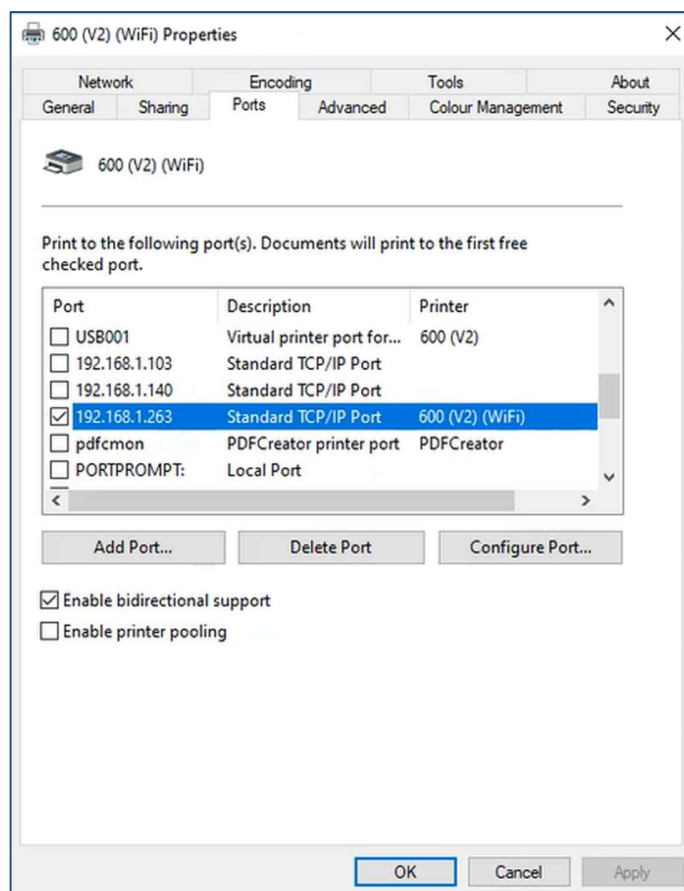 600 (V2) (WiFi) Properties
Network Encoding Tools About
General Sharing Ports Advanced Colour Management Security
600 (V2) (WiFi)
Print to the following port(s). Documents will print to the first free
checked port.
Port Description Printer
USB001 Virtual printer port for... 600 (V2)
192.168.1.103 Standard TCP/IP Port
192.168.1.140 Standard TCP/IP Port
192.168.1.263 Standard TCP/IP Port 600 (V2) (WiFi)
pdfcmon PDFCreator printer port PDFCreator
PORTPROMPT: Local Port
Add Port... Delete Port Configure Port...
Enable bidirectional support
Enable printer pooling
OK Cancel Apply